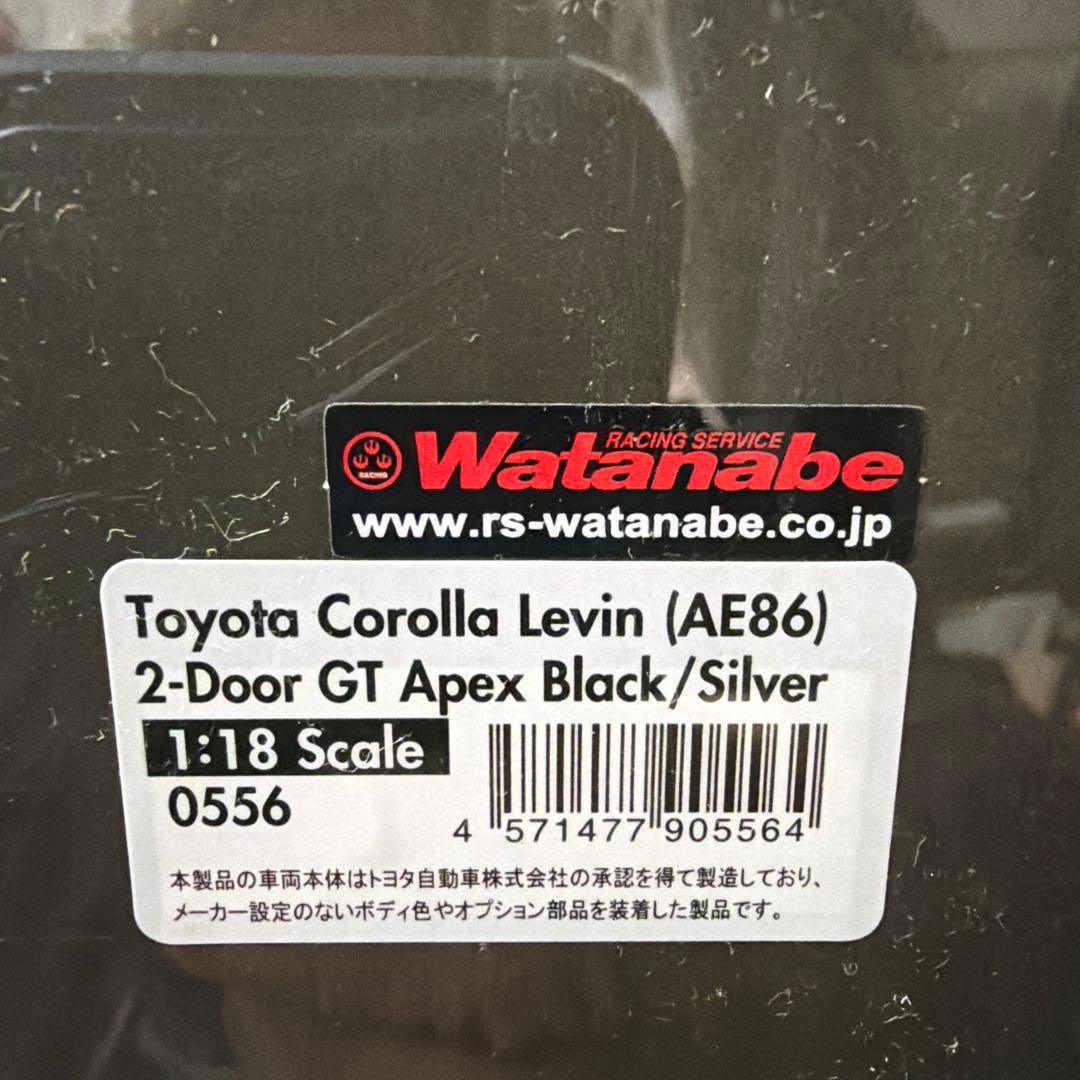 RACING SERVICE
RACING
Watanabe
www.rs-watanabe.co.jp
Toyota Corolla Levin (AE86)
2-Door GT Apex Black/Silver
1:18 Scale
0556
4 571477 905564
本製品の車両本体はトヨタ自動車株式会社の承認を得て製造しており、
メーカー設定のないボディ色やオプション部品を装着した製品です。